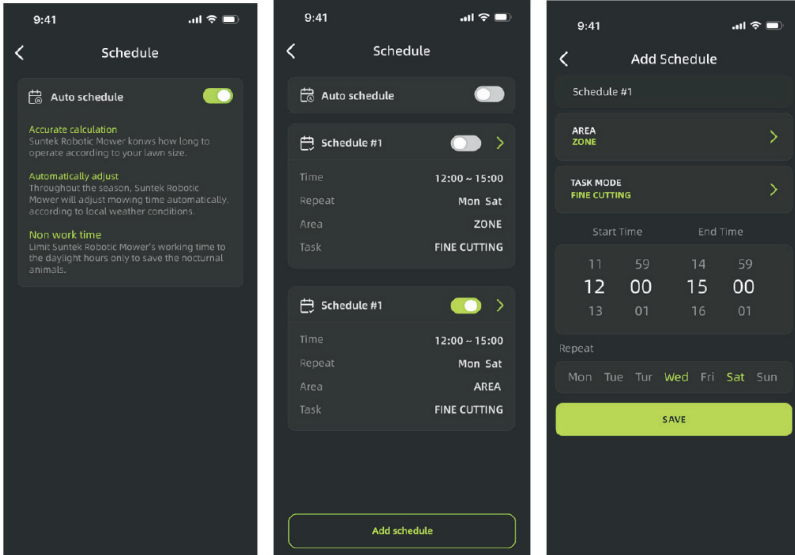 9:41
Schedule
Auto schedule
Accurate calculation
Suntek Robotic Mower konws how long to
operate according to your lawn size.
Automatically adjust
Throughout the season, Suntek Robotic
Mower will adjust mowing time automatically,
according to local weather conditions.
Non work time
Limit Suntek Robotic Mower's working time to
the daylight hours only to save the nocturnal
animals.
9:41
Schedule
Auto schedule
Schedule #1
Time 12:00 ~ 15:00
Repeat Mon Sat
Area ZONE
Task FINE CUTTING
Schedule #1
Time 12:00 ~ 15:00
Repeat Mon Sat
Area AREA
Task FINE CUTTING
Add schedule
9:41
Add Schedule
Schedule #1
AREA
ZONE
TASK MODE
FINE CUTTING
Start Time End Time
11 59 14 59
12 00 15 00
13 01 16 01
Repeat
Mon Tue Tur Wed Fri Sat Sun
SAVE